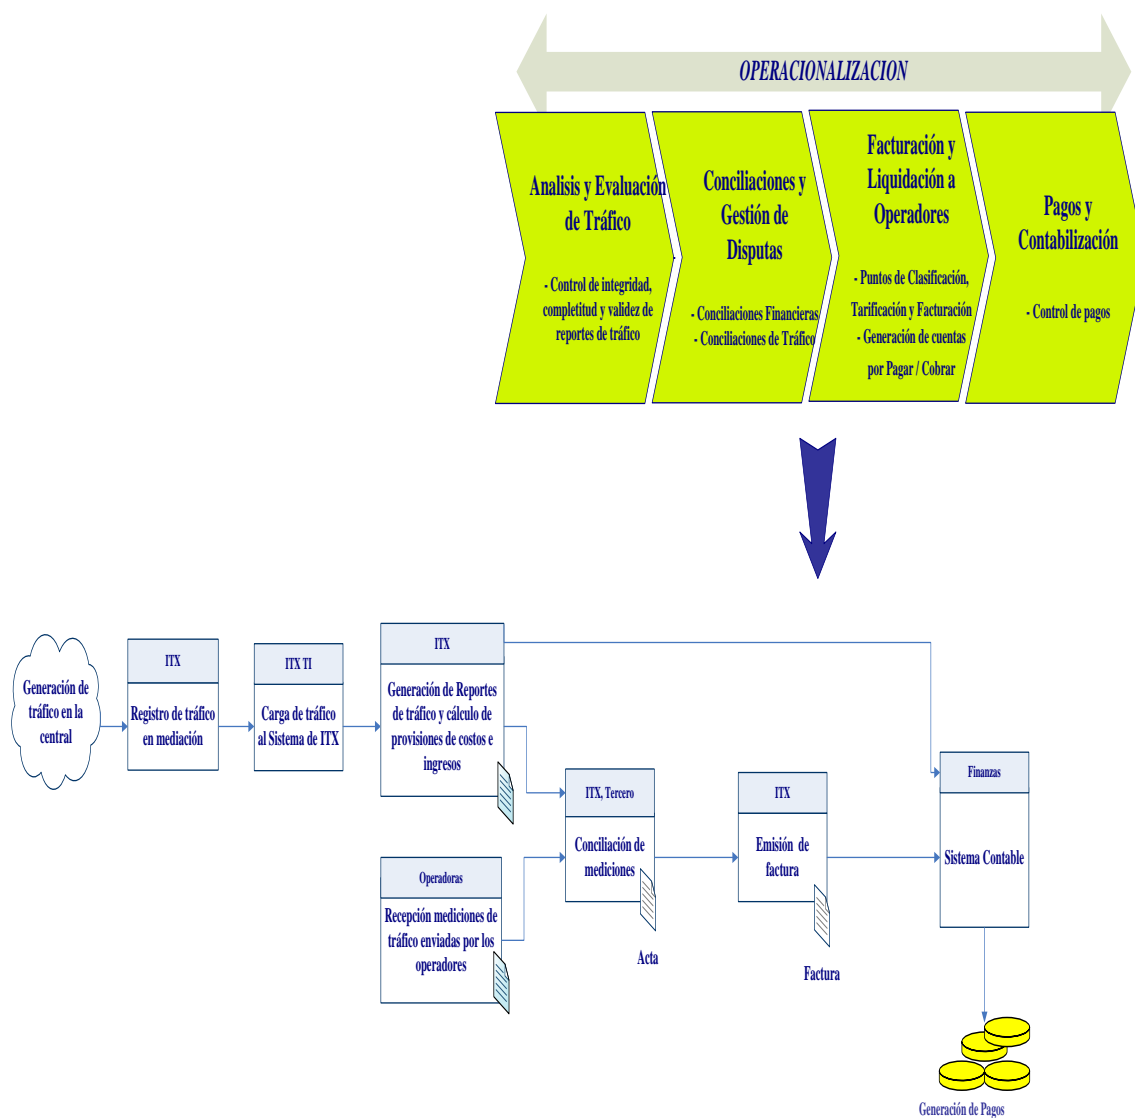 OPERACIONALIZACION
Analisis y Evaluación
de Tráfico
- Control de integridad,
completitud y validez de
reportes de tráfico
Conciliaciones y
Gestión de
Disputas
- Conciliaciones Financieras
- Conciliaciones de Tráfico
Facturación y
Liquidación a
Operadores
- Puntos de Clasificación,
Tarificación y Facturación
- Generación de cuentas
por Pagar / Cobrar
Pagos y
Contabilización
- Control de pagos
Generación de
tráfico en la
central
ITX
Registro de tráfico
en mediación
ITX TI
Carga de tráfico
al Sistema de ITX
ITX
Generación de Reportes
de tráfico y cálculo de
provisiones de costos e
ingresos
Operadoras
Recepción mediciones de
tráfico enviadas por los
operadores
ITX, Tercero
Conciliación de
mediciones
Acta
ITX
Emisión de
factura
Factura
Finanzas
Sistema Contable
Generación de Pagos